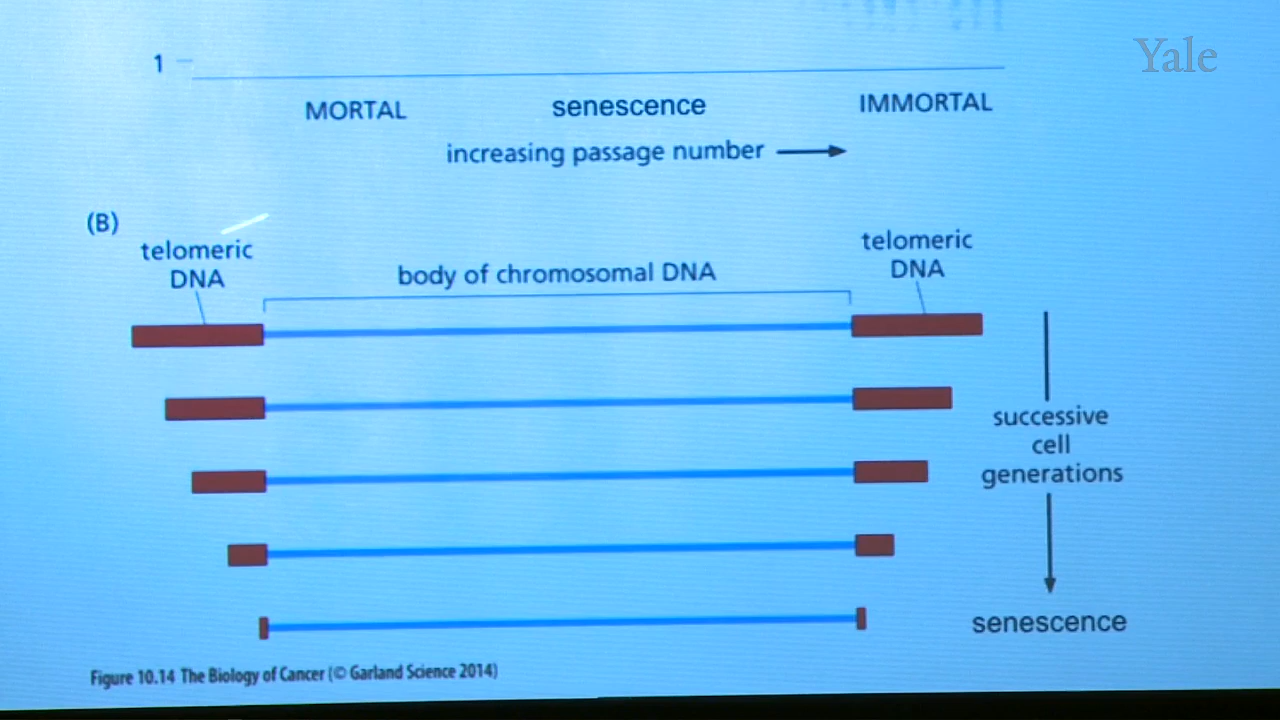 Yale
1
MORTAL senescence IMMORTAL
increasing passage number
(B)
telomeric
DNA
body of chromosomal DNA
telomeric
DNA
successive
cell
generations
senescence
Figure 10.14 The Biology of Cancer (© Garland Science 2014)